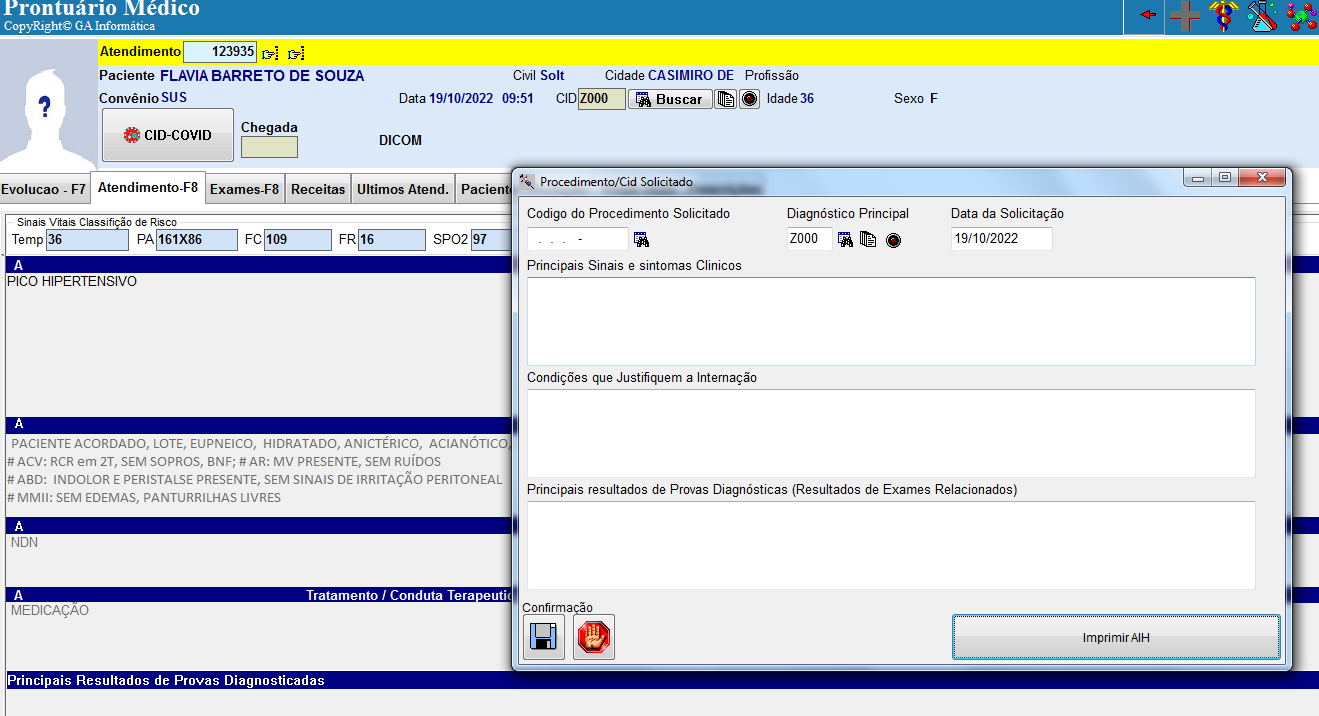 Prontuário Médico
CopyRight© GA Informática
Atendimento 123935
Paciente FLAVIA BARRETO DE SOUZA Civil Solt Cidade CASIMIRO DE Profissão
Convênio SUS Data 19/10/2022 09:51 CID Z000 Buscar Idade 36 Sexo F
CID-COVID Chegada
DICOM
Evolucao - F7 Atendimento-F8 Exames-F8 Receitas Ultimos Atend. Paciente
Sinais Vitais Classifição de Risco
Temp 36 PA 161X86 FC 109 FR 16 SPO2 97
A
PICO HIPERTENSIVO
A
PACIENTE ACORDADO, LOTE, EUPNEICO, HIDRATADO, ANICTÉRICO, ACIANÓTICO,
# ACV: RCR em 2T, SEM SOPROS, BNF; # AR: MV PRESENTE, SEM RUÍDOS
# ABD: INDOLOR E PERISTALSE PRESENTE, SEM SINAIS DE IRRITAÇÃO PERITONEAL
# MMII: SEM EDEMAS, PANTURRILHAS LIVRES
A
NDN
A Tratamento / Conduta Terapeutic
MEDICAÇÃO
Principais Resultados de Provas Diagnosticadas
Procedimento/Cid Solicitado
Codigo do Procedimento Solicitado Diagnóstico Principal Data da Solicitação
. . . - Z000 19/10/2022
Principais Sinais e sintomas Clinicos
Condições que Justifiquem a Internação
Principais resultados de Provas Diagnósticas (Resultados de Exames Relacionados)
Confirmação
Imprimir AIH